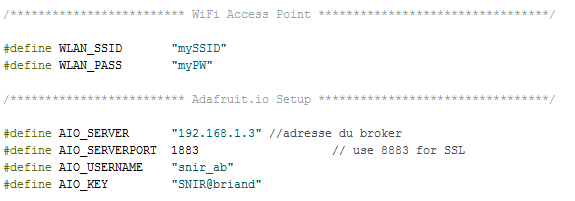 /************************* WiFi Access Point *********************************/
#define WLAN_SSID "mySSID"
#define WLAN_PASS "myPW"
/************************* Adafruit.io Setup *********************************/
#define AIO_SERVER "192.168.1.3" //adresse du broker
#define AIO_SERVERPORT 1883 // use 8883 for SSL
#define AIO_USERNAME "snir_ab"
#define AIO_KEY "SNIR@briand"